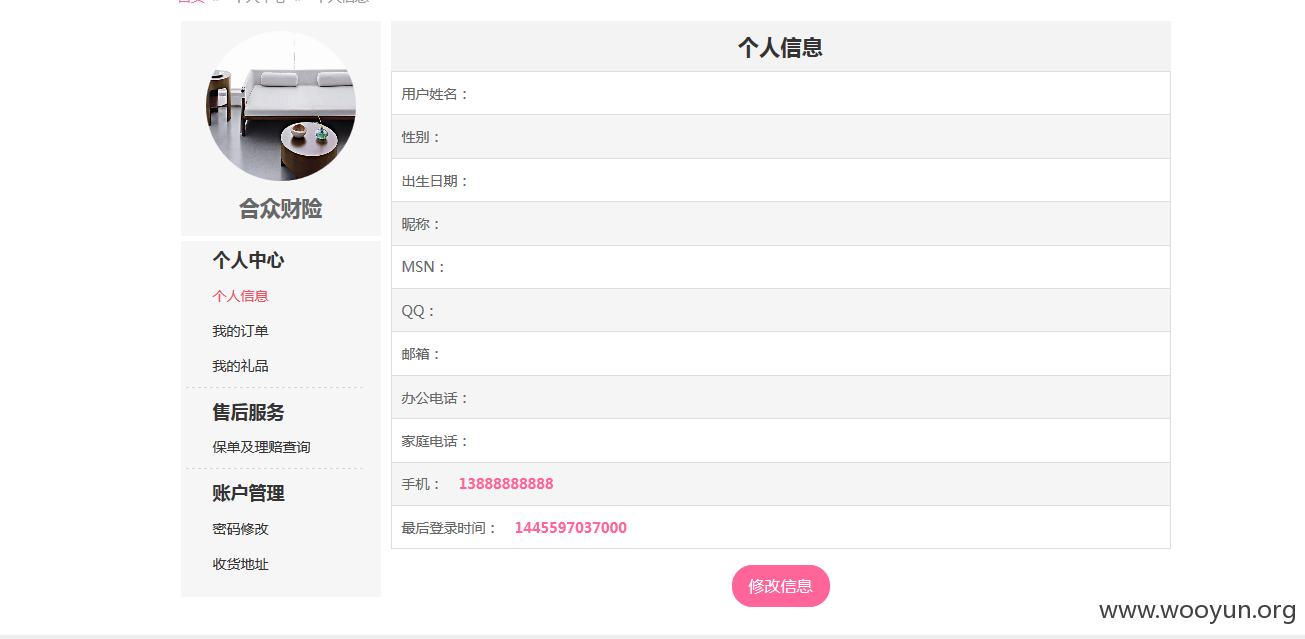 合众财险
个人中心
个人信息
我的订单
我的礼品
售后服务
保单及理赔查询
账户管理
密码修改
收货地址
个人信息
用户姓名：
性别：
出生日期：
昵称：
MSN：
QQ：
邮箱：
办公电话：
家庭电话：
手机： 13888888888
最后登录时间： 1445597037000
修改信息
www.wooyun.org